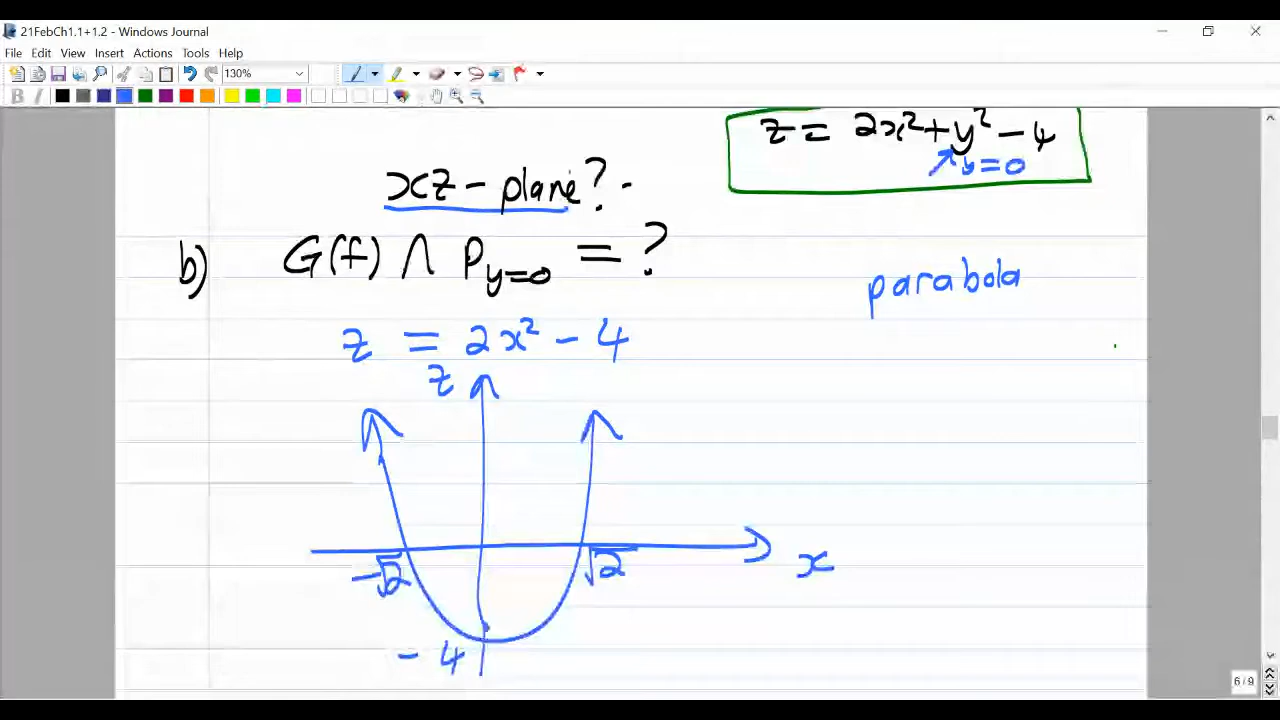 21FebCh1.1+1.2 - Windows Journal
File Edit View Insert Actions Tools Help
130%
B I
z = 2x² + y² - 4
y = 0
xz - plane? -
b) G(f) ∧ P_{y=0} = ?
parabola
z = 2x² - 4
z
-√2 √2 x
- 4
6 / 9